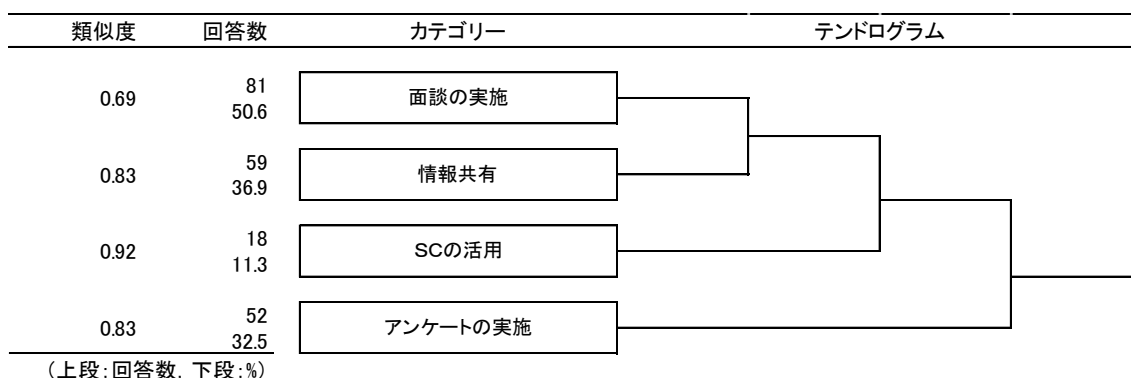 類似度 回答数 カテゴリー テンドログラム
0.69 81 面談の実施
50.6
0.83 59 情報共有
36.9
0.92 18 SCの活用
11.3
0.83 52 アンケートの実施
32.5
（上段：回答数，下段：％）